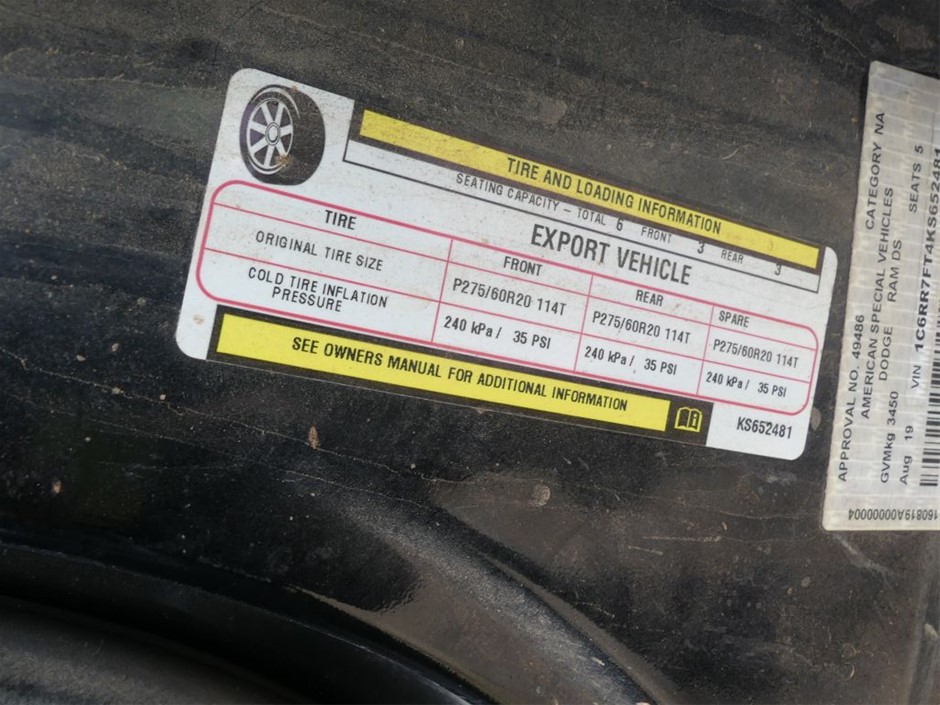 TIRE AND LOADING INFORMATION
SEATING CAPACITY – TOTAL 6 FRONT 3 REAR 3
EXPORT VEHICLE
TIRE FRONT REAR SPARE
ORIGINAL TIRE SIZE P275/60R20 114T P275/60R20 114T P275/60R20 114T
COLD TIRE INFLATION PRESSURE 240 kPa / 35 PSI 240 kPa / 35 PSI 240 kPa / 35 PSI
SEE OWNERS MANUAL FOR ADDITIONAL INFORMATION
KS652481
APPROVAL NO. 49486 CATEGORY NA
AMERICAN SPECIAL VEHICLES
GVMkg 3450 DODGE RAM DS SEATS 5
Aug 19 VIN 1C6RR7FT4KS652481
160819A00000004